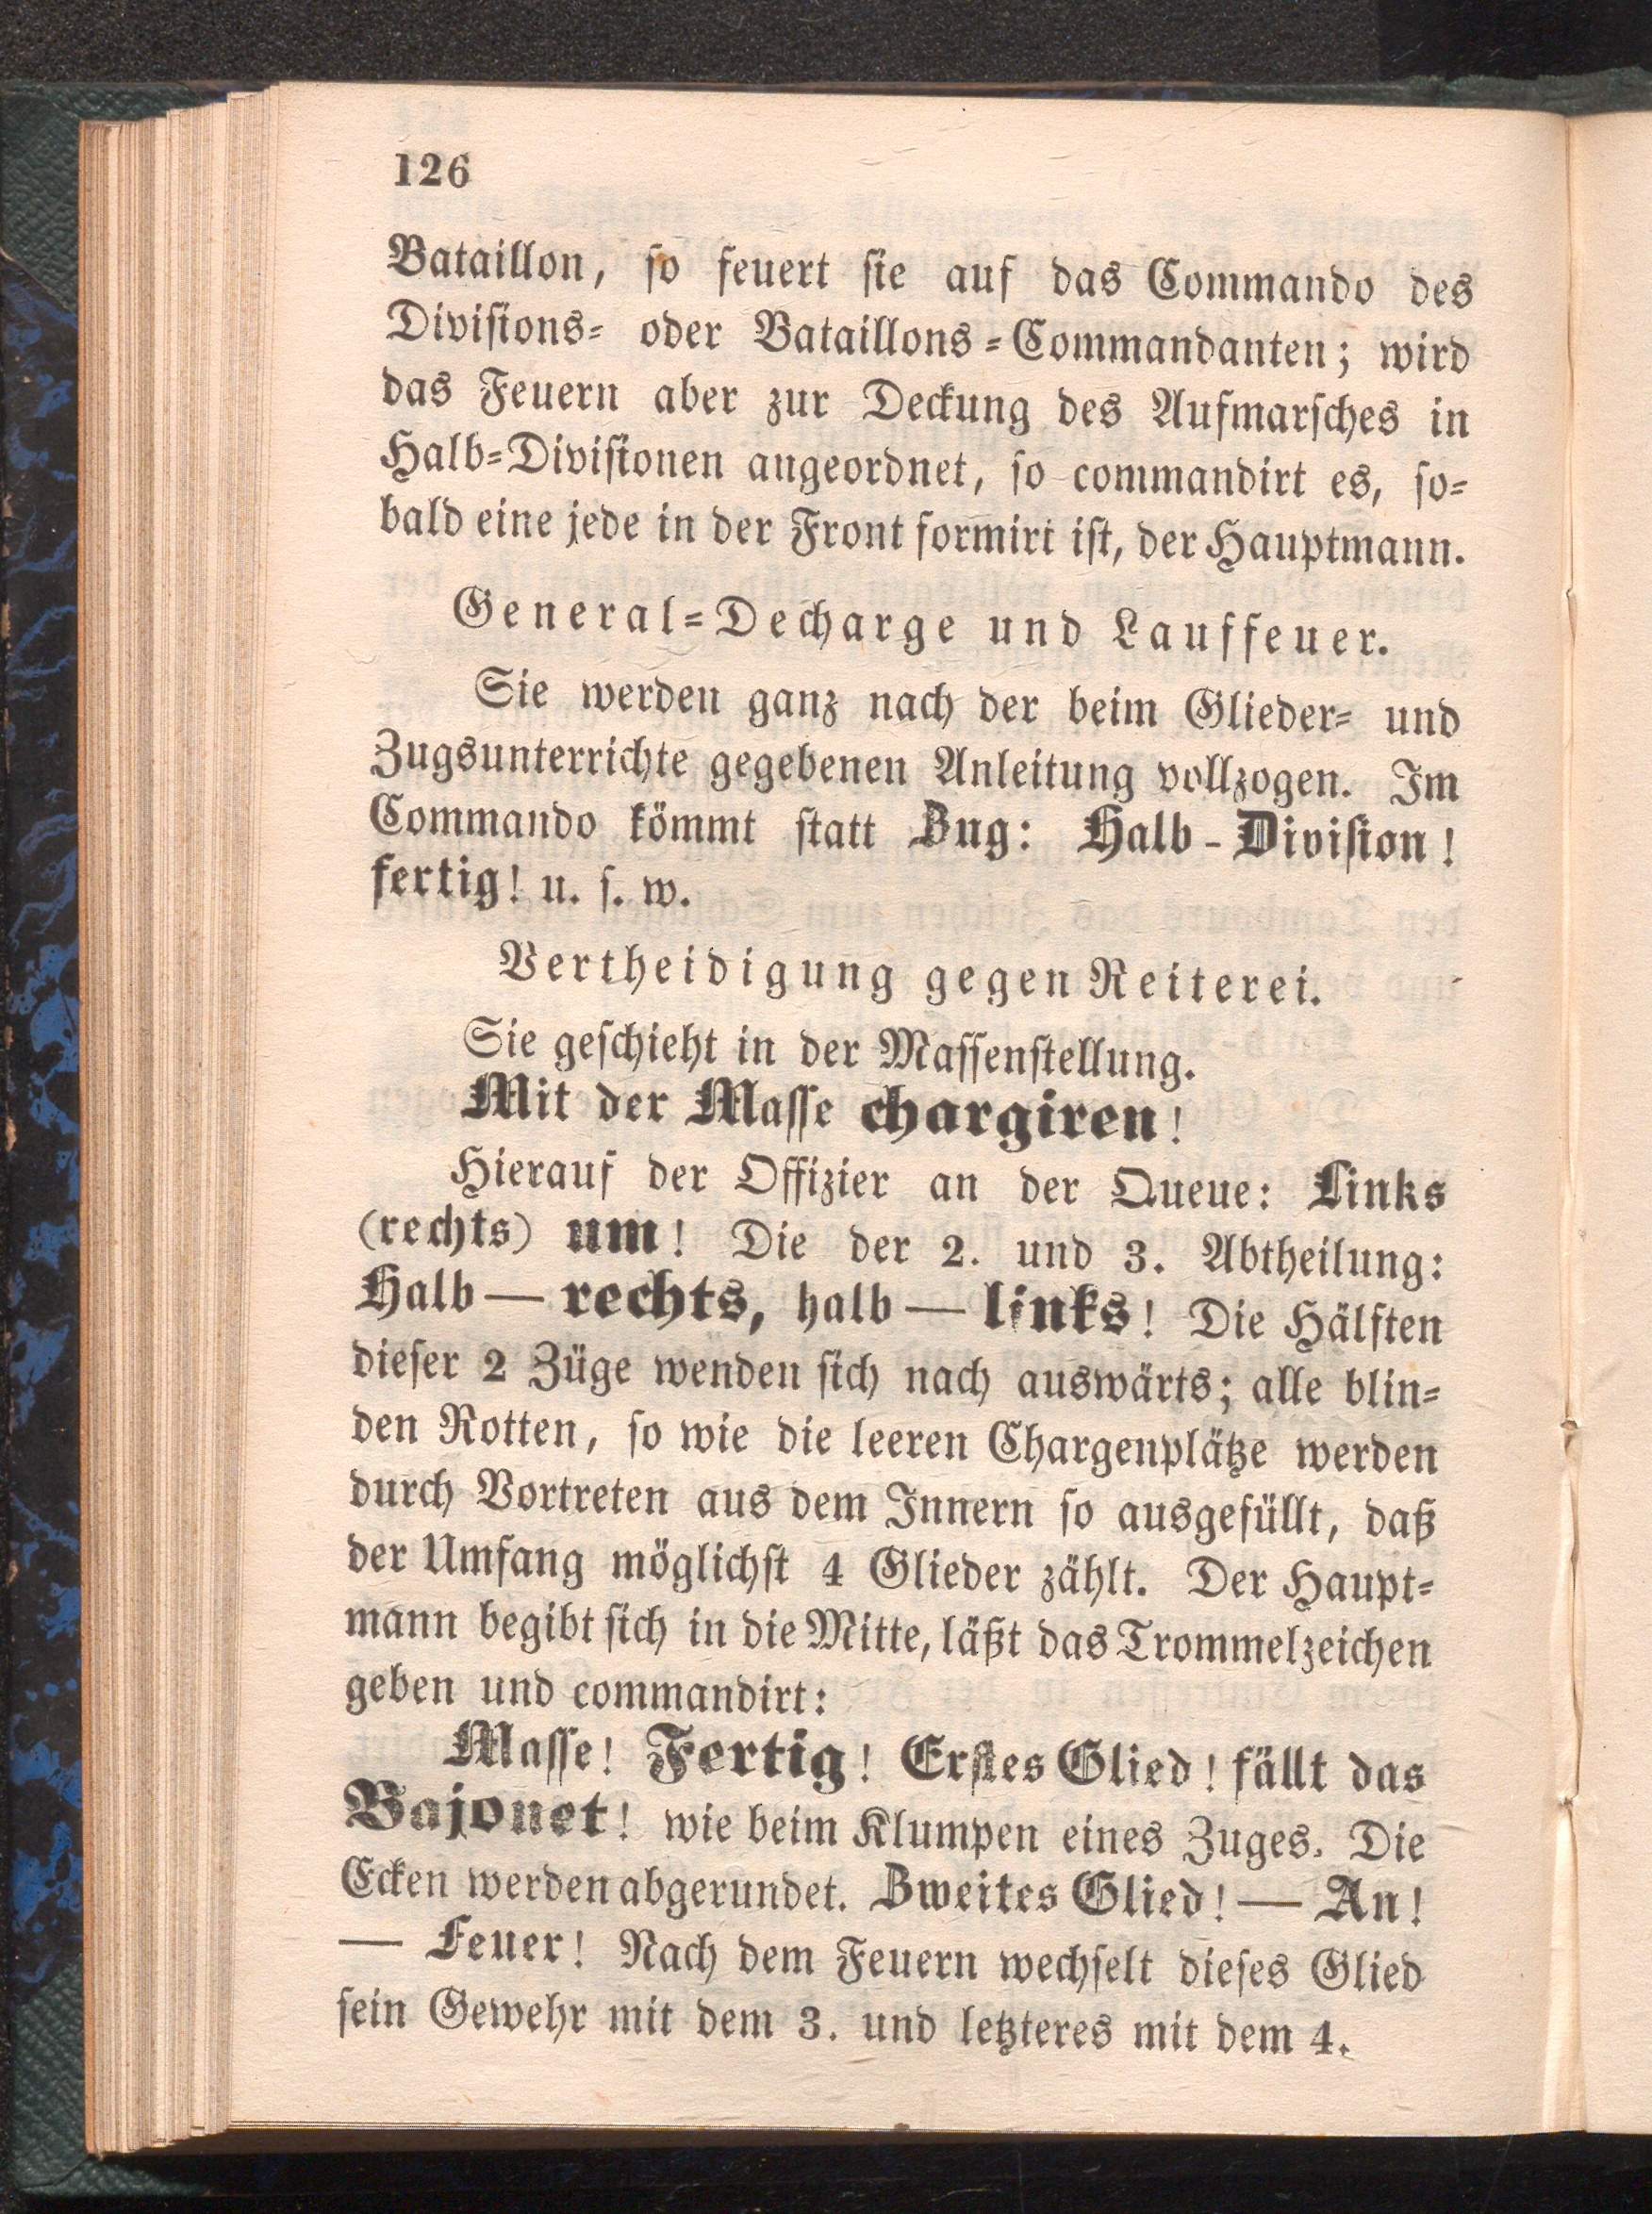 126
Bataillon, ſo feuert ſie auf das Commando des
Diviſions- oder Bataillons-Commandanten; wird
das Feuern aber zur Deckung des Aufmarſches in
Halb-Diviſionen angeordnet, ſo commandirt es, ſo-
bald eine jede in der Front formirt iſt, der Hauptmann.
General-Decharge und Lauffeuer.
Sie werden ganz nach der beim Glieder- und
Zugsunterrichte gegebenen Anleitung vollzogen. Im
Commando kömmt ſtatt Zug: Halb-Diviſion!
fertig! u. ſ. w.
Vertheidigung gegen Reiterei.
Sie geſchieht in der Maſſenſtellung.
Mit der Maſſe chargiren!
Hierauf der Offizier an der Queue: Links
(rechts) um! Die der 2. und 3. Abtheilung:
Halb — rechts, halb — links! Die Hälften
dieſer 2 Züge wenden ſich nach auswärts; alle blin-
den Rotten, ſo wie die leeren Chargenplätze werden
durch Vortreten aus dem Innern ſo ausgefüllt, daß
der Umfang möglichſt 4 Glieder zählt. Der Haupt-
mann begibt ſich in die Mitte, läßt das Trommelzeichen
geben und commandirt:
Maſſe! Fertig! Erſtes Glied! fällt das
Bajonet! wie beim Klumpen eines Zuges. Die
Ecken werden abgerundet. Zweites Glied! — An!
— Feuer! Nach dem Feuern wechſelt dieſes Glied
ſein Gewehr mit dem 3. und letzteres mit dem 4.